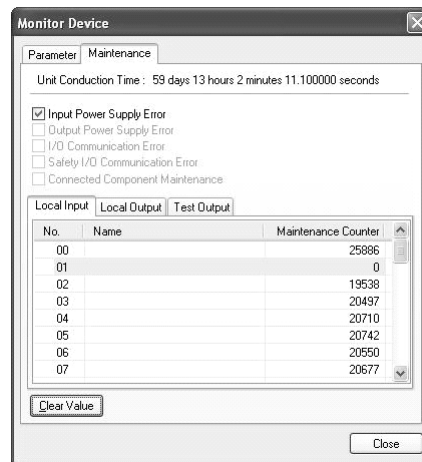 Monitor Device
Parameter Maintenance
Unit Conduction Time : 59 days 13 hours 2 minutes 11.100000 seconds
Input Power Supply Error
Output Power Supply Error
I/O Communication Error
Safety I/O Communication Error
Connected Component Maintenance
Local Input Local Output Test Output
No. Name Maintenance Counter
00 25886
01 0
02 19538
03 20497
04 20710
05 20742
06 20550
07 20677
Clear Value
Close